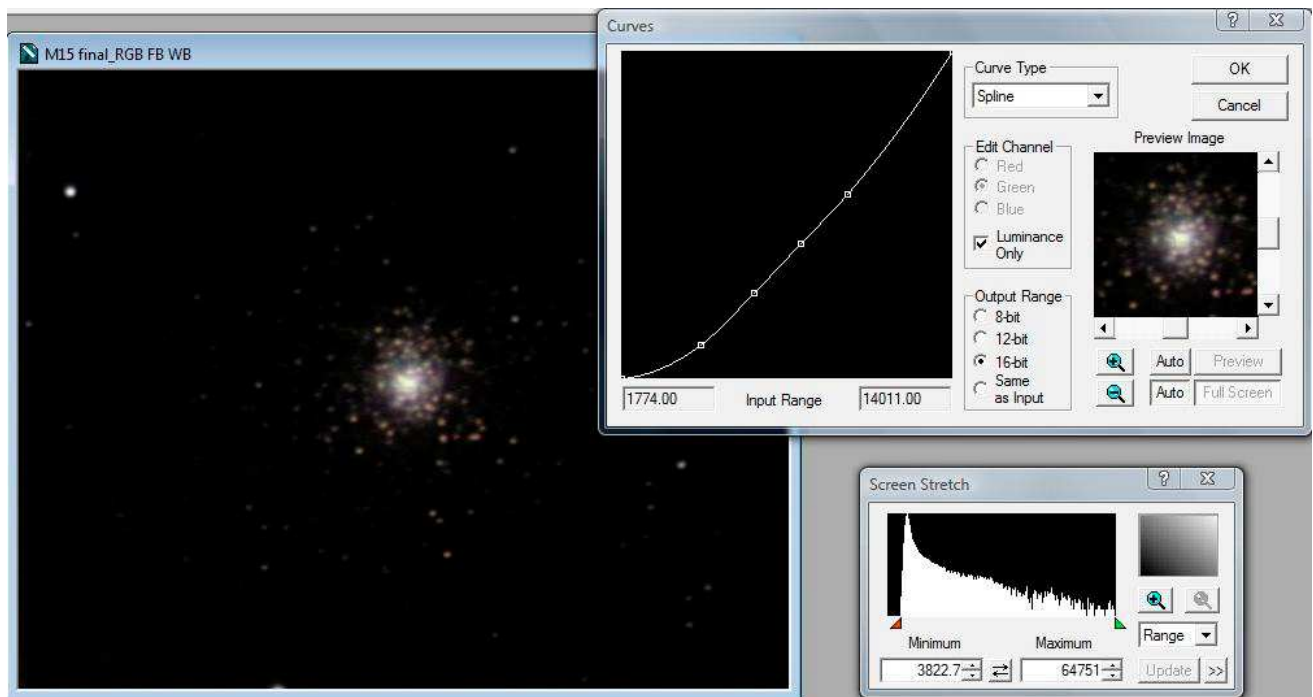 M15 final_RGB FB WB
Curves
Curve Type
Spline
OK
Cancel
Edit Channel
Red
Green
Blue
Luminance
Only
Preview Image
Output Range
8-bit
12-bit
16-bit
Same
as Input
1774.00
Input Range
14011.00
Auto
Preview
Auto
Full Screen
Screen Stretch
Minimum
Maximum
3822.7
64751
Range
Update
>>